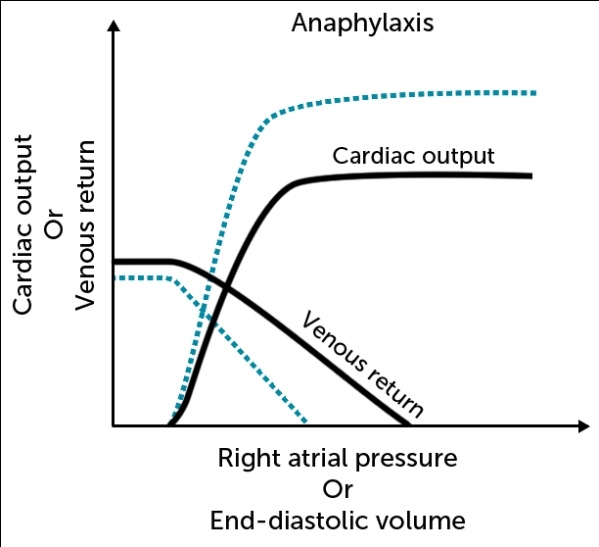 Anaphylaxis
Cardiac output
Or
Venous return
Cardiac output
Venous return
Right atrial pressure
Or
End-diastolic volume